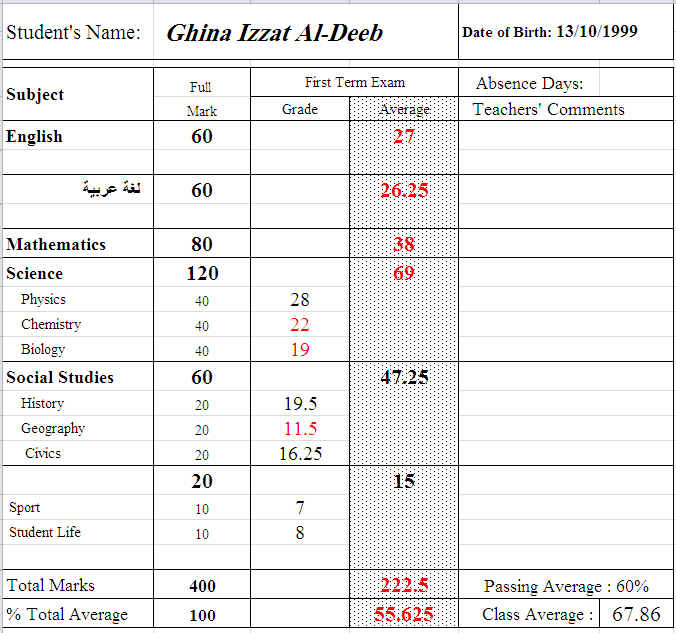 Student's Name: Ghina Izzat Al-Deeb Date of Birth: 13/10/1999
Subject Full Mark First Term Exam Absence Days:
Grade Average Teachers' Comments
English 60 27
لغة عربية 60 26.25
Mathematics 80 38
Science 120 69
Physics 40 28
Chemistry 40 22
Biology 40 19
Social Studies 60 47.25
History 20 19.5
Geography 20 11.5
Civics 20 16.25
20 15
Sport 10 7
Student Life 10 8
Total Marks 400 222.5 Passing Average : 60%
% Total Average 100 55.625 Class Average : 67.86